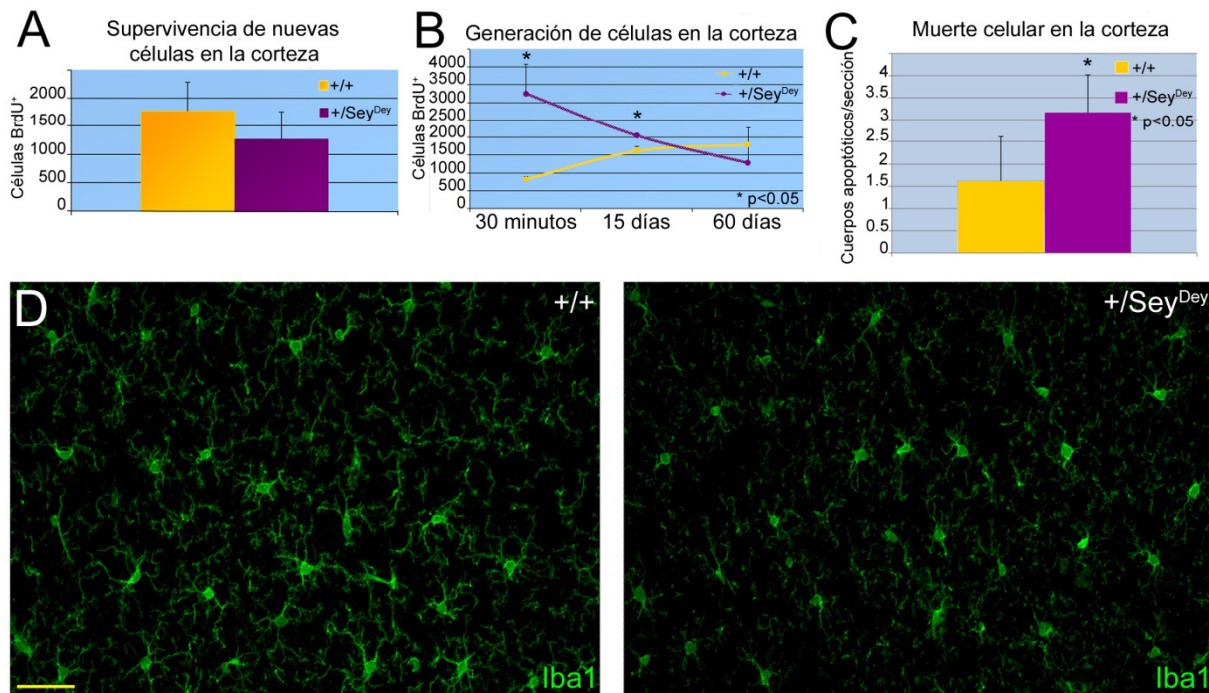 A
Supervivencia de nuevas
células en la corteza
Células BrdU⁺
2000
1500
1000
500
0
+/+
+/Sey^Dey
B
Generación de células en la corteza
Células BrdU⁺
4000
3500
3000
2500
2000
1500
1000
500
0
*
*
+/+
+/Sey^Dey
* p<0.05
30 minutos
15 días
60 días
C
Muerte celular en la corteza
Cuerpos apoptóticos/sección
4
3.5
3
2.5
2
1.5
1
0.5
0
+/+
*
+/Sey^Dey
* p<0.05
D
+/+
Iba1
+/Sey^Dey
Iba1